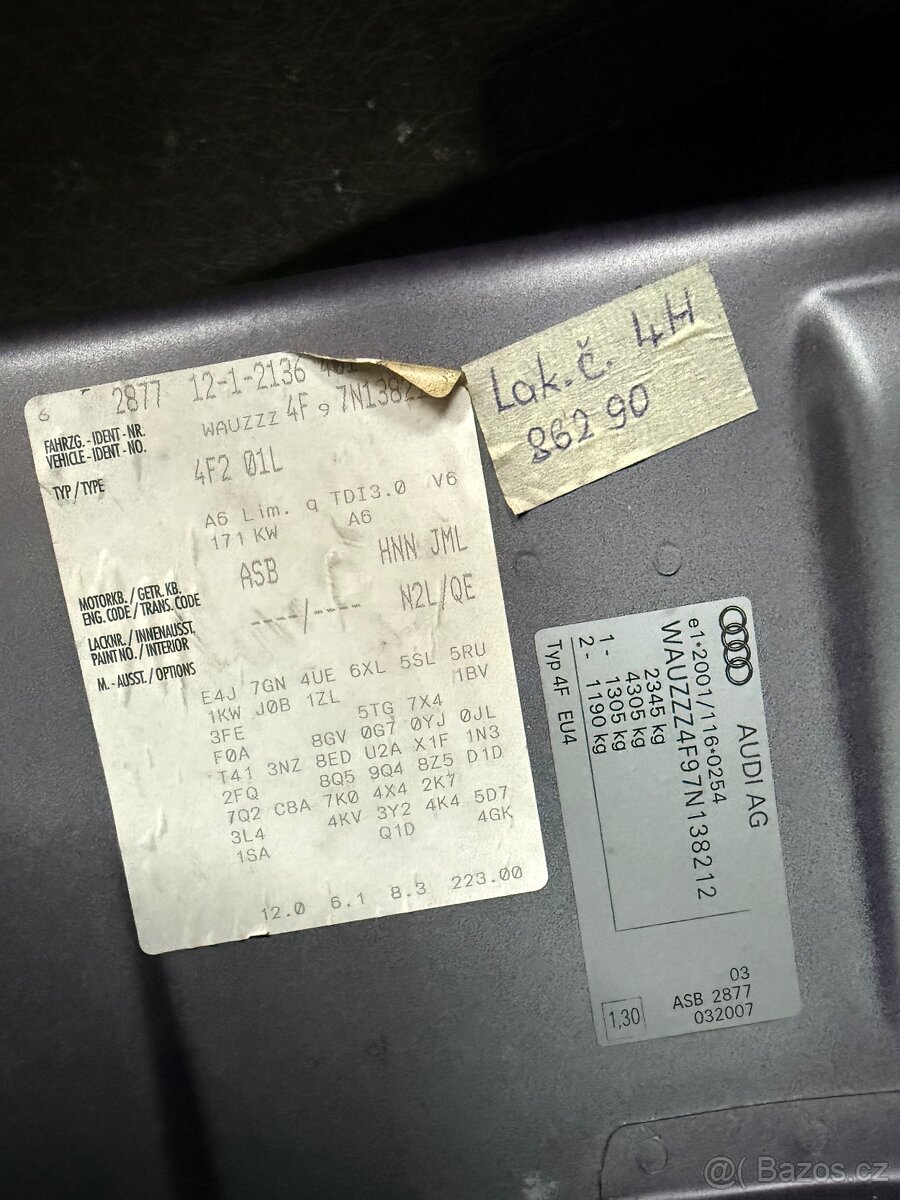 6 2877 12-1-2136
FAHRZG.-IDENT-NR.
VEHICLE-IDENT-NO.
WAUZZZ 4F 9 7N13821
TYP/TYPE
4F2 01L
A6 Lim. q TDI3.0 V6
171 KW A6
MOTORKB./GETR.KB.
ENG.CODE/TRANS.CODE
ASB HNN JML
LACKNR./INNENAUSST.
PAINTNO./INTERIOR
----/---- N2L/QE
M.-AUSST./OPTIONS
E4J 7GN 4UE 6XL 5SL 5RU
1KW J0B 1ZL 1BV
3FE 5TG 7X4
F0A 8GV 0G7 0YJ 0JL
T41 3NZ 8ED U2A X1F 1N3
2FQ 8Q5 9Q4 8Z5 D1D
7Q2 C8A 7K0 4X4 2K7
3L4 4KV 3Y2 4K4 5D7
1SA Q1D 4GK
12.0 6.1 8.3 223.00
Lak.č. 4H
862 90
AUDI AG
e1*2001/116*0254
WAUZZZ4F97N138212
2345 kg
4305 kg
1- 1305 kg
2- 1190 kg
Typ 4F EU4
03
ASB 2877
032007
1,30
@( Bazos.cz